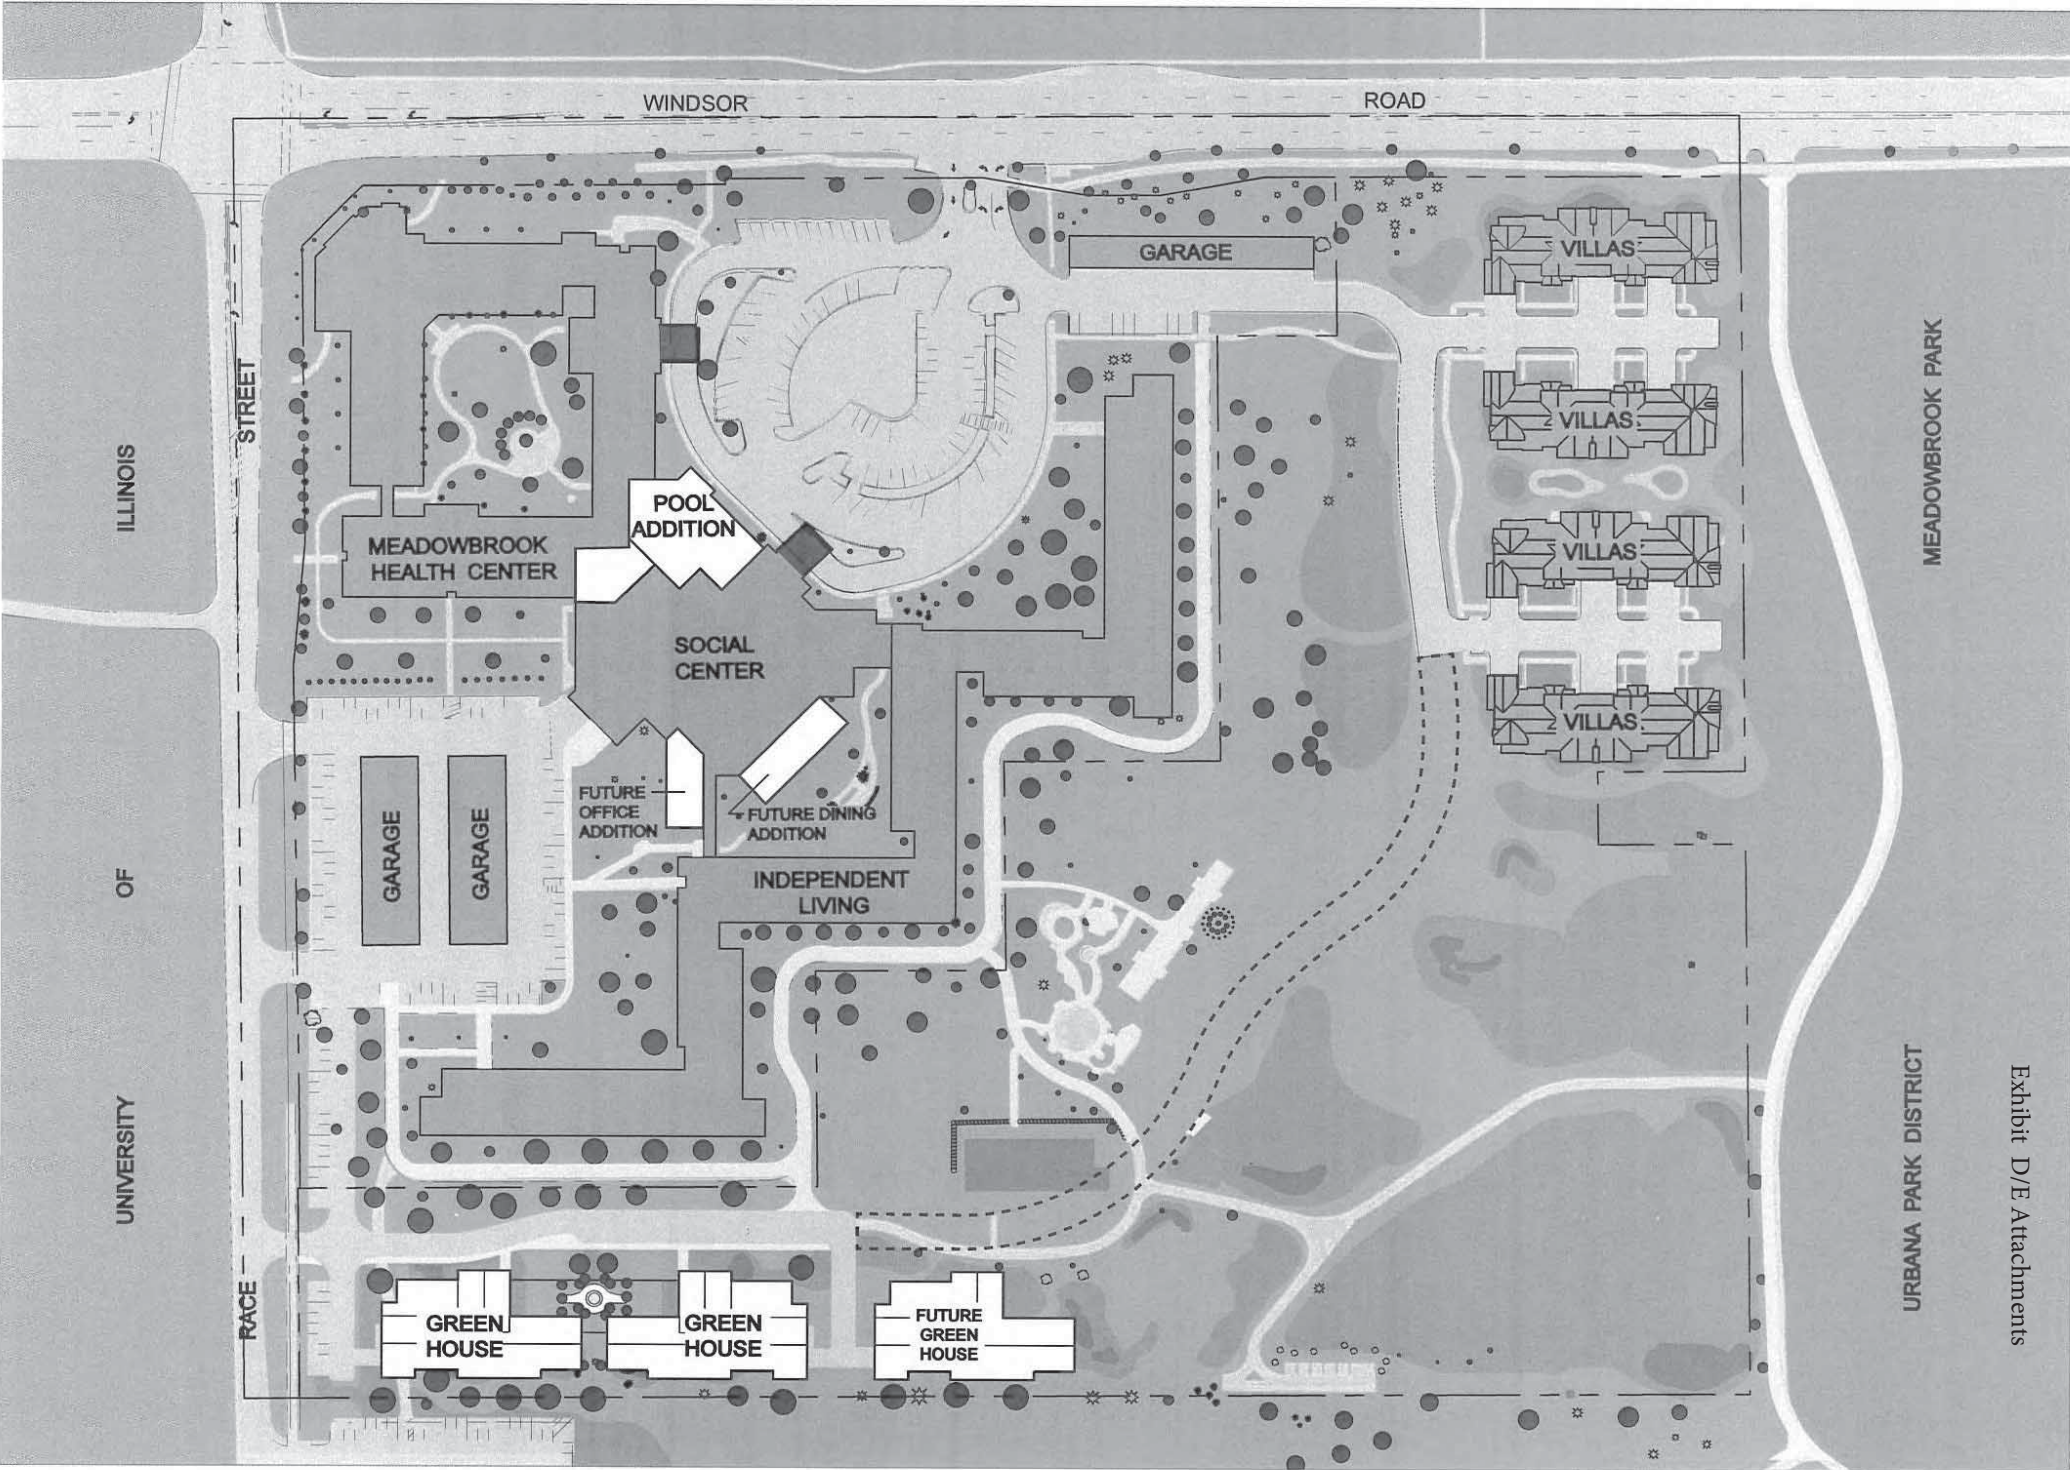 WINDSOR ROAD
GARAGE
VILLAS
VILLAS
VILLAS
VILLAS
POOL
ADDITION
MEADOWBROOK
HEALTH CENTER
SOCIAL
CENTER
FUTURE
OFFICE
ADDITION
FUTURE DINING
ADDITION
GARAGE
GARAGE
INDEPENDENT
LIVING
GREEN
HOUSE
GREEN
HOUSE
FUTURE
GREEN
HOUSE
RACE STREET
UNIVERSITY OF ILLINOIS
URBANA PARK DISTRICT MEADOWBROOK PARK
Exhibit D/E Attachments